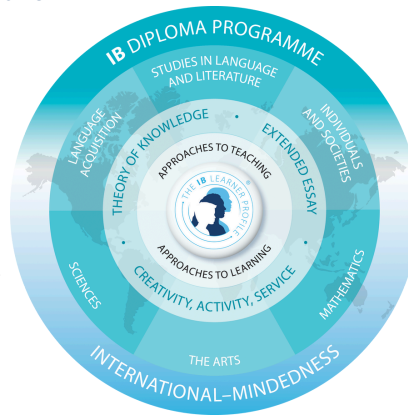 IB DIPLOMA PROGRAMME
STUDIES IN LANGUAGE
AND LITERATURE
LANGUAGE
ACQUISITION
INDIVIDUALS
AND SOCIETIES
THEORY OF KNOWLEDGE
EXTENDED ESSAY
APPROACHES TO TEACHING
THE IB LEARNER PROFILE
APPROACHES TO LEARNING
CREATIVITY, ACTIVITY, SERVICE
SCIENCES
MATHEMATICS
THE ARTS
INTERNATIONAL–MINDEDNESS